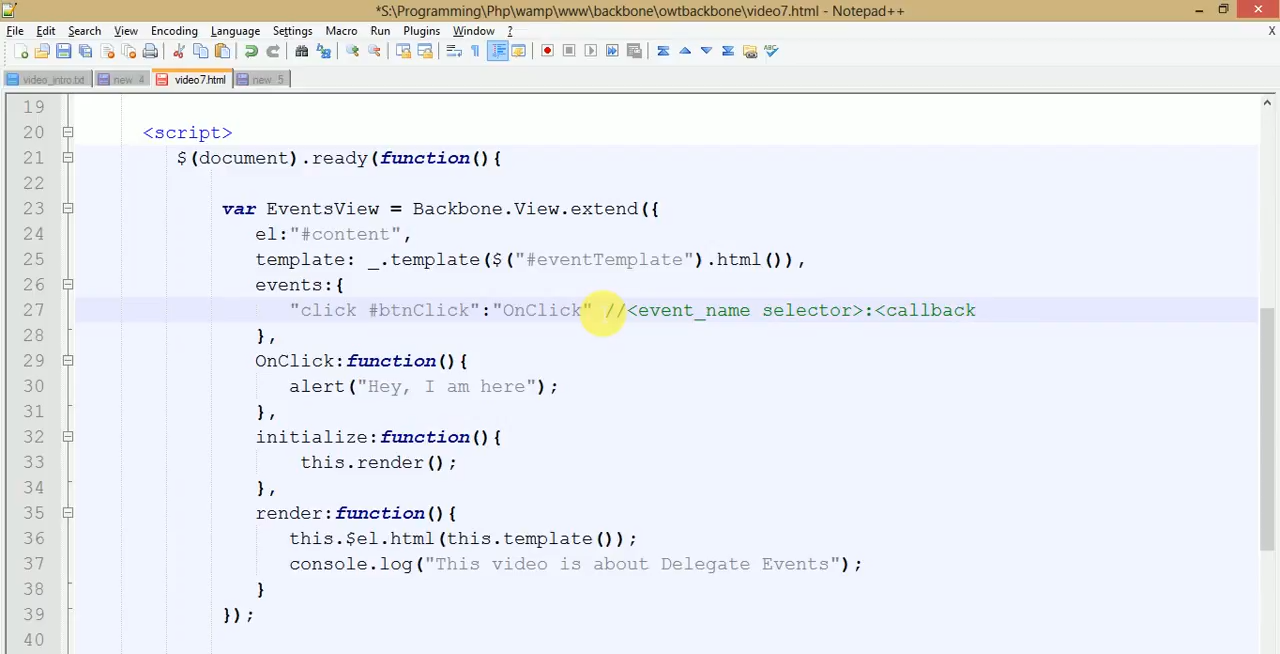 *S:\Programming\Php\wamp\www\backbone\owtbackbone\video7.html - Notepad++
File Edit Search View Encoding Language Settings Macro Run Plugins Window ? X
video_intro.txt new 4 video7.html new 5
19
20 <script>
21 $(document).ready(function(){
22
23 var EventsView = Backbone.View.extend({
24 el:"#content",
25 template: _.template($("#eventTemplate").html()),
26 events:{
27 "click #btnClick":"OnClick" //<event_name selector>:<callback
28 },
29 OnClick:function(){
30 alert("Hey, I am here");
31 },
32 initialize:function(){
33 this.render();
34 },
35 render:function(){
36 this.$el.html(this.template());
37 console.log("This video is about Delegate Events");
38 }
39 });
40